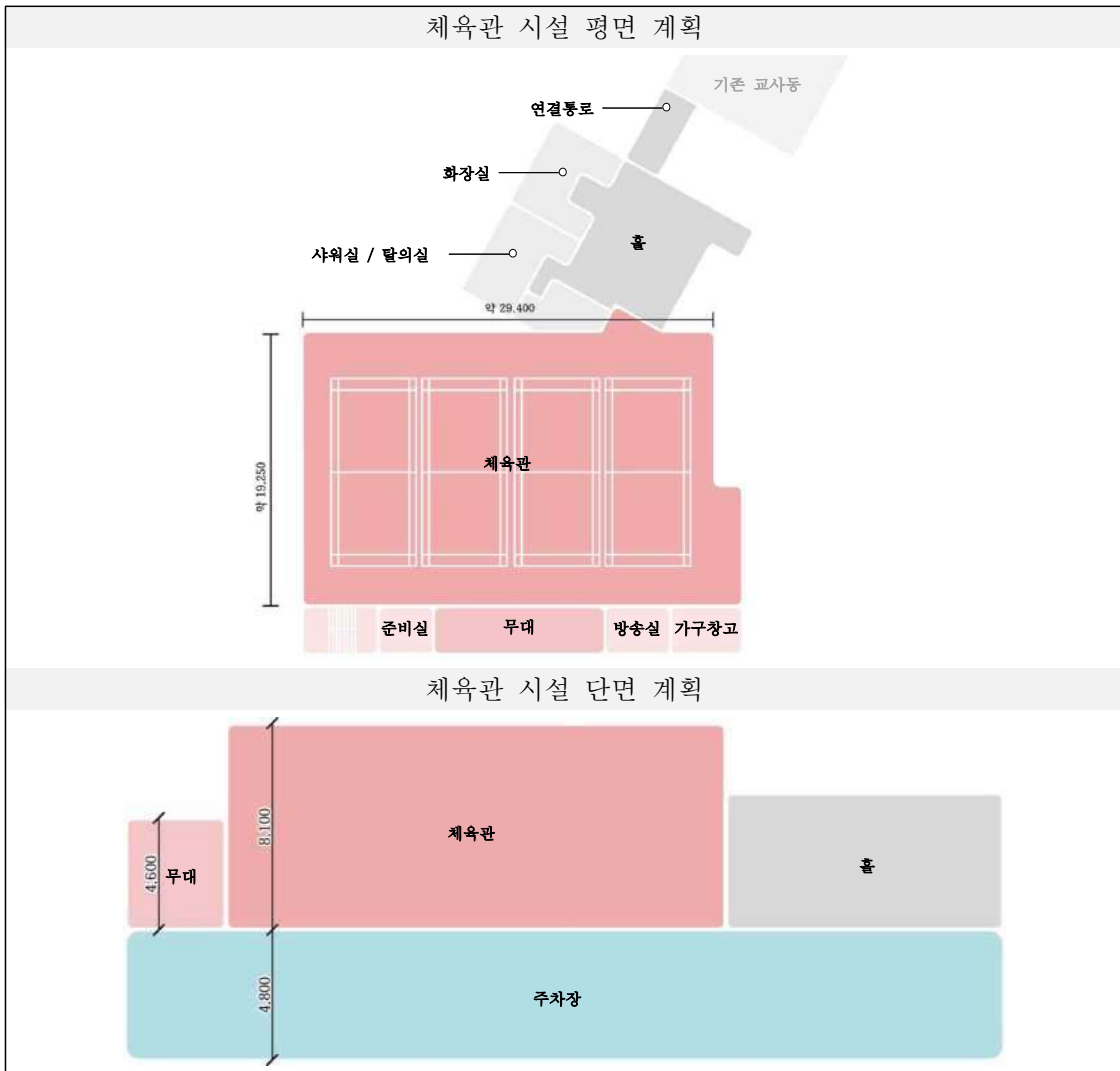 체육관 시설 평면 계획
기존 교사동
연결통로
화장실
홀
샤워실 / 탈의실
약 29.400
약 19.250
체육관
준비실
무대
방송실
가구창고
체육관 시설 단면 계획
8.100
체육관
4.600
무대
홀
4.800
주차장